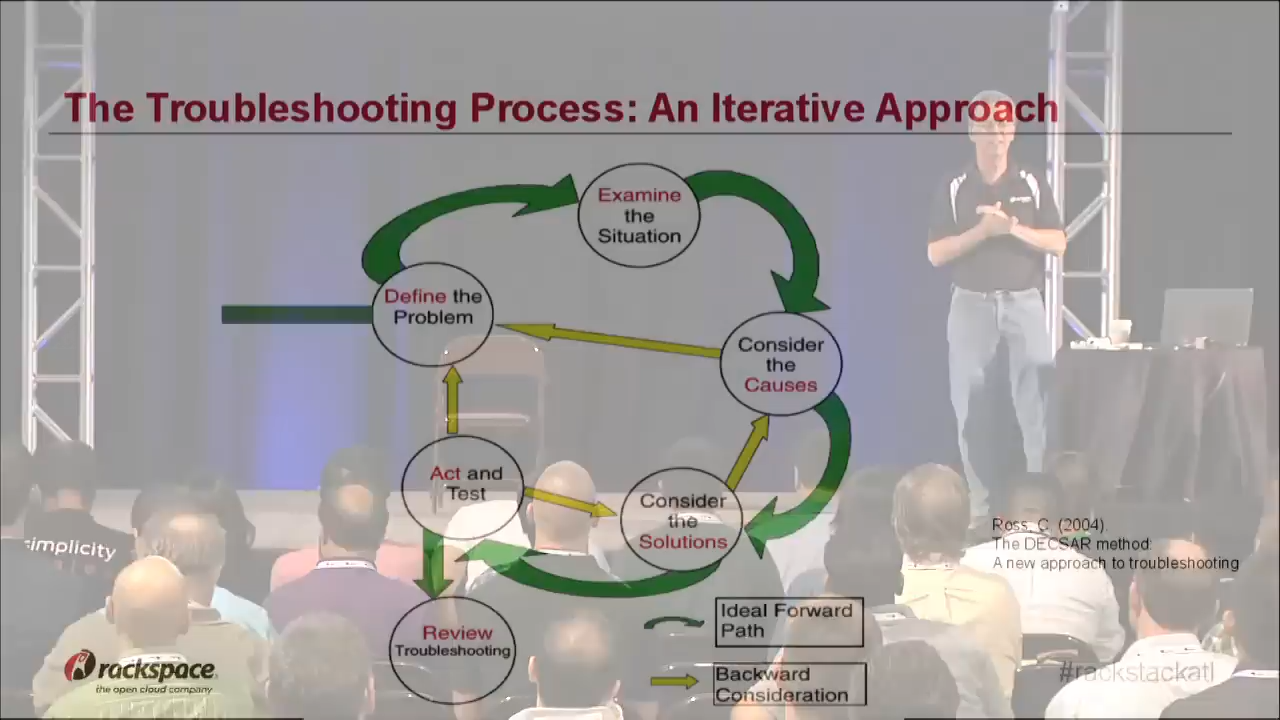 The Troubleshooting Process: An Iterative Approach
Examine
the
Situation
Define the
Problem
Consider
the
Causes
Act and
Test
Consider
the
Solutions
Ross, C. (2004).
The DECSAR method:
A new approach to troubleshooting
simplicity
Ideal Forward
Path
Review
Troubleshooting
rackspace
the open cloud company
#rackstackatl
Backward
Consideration